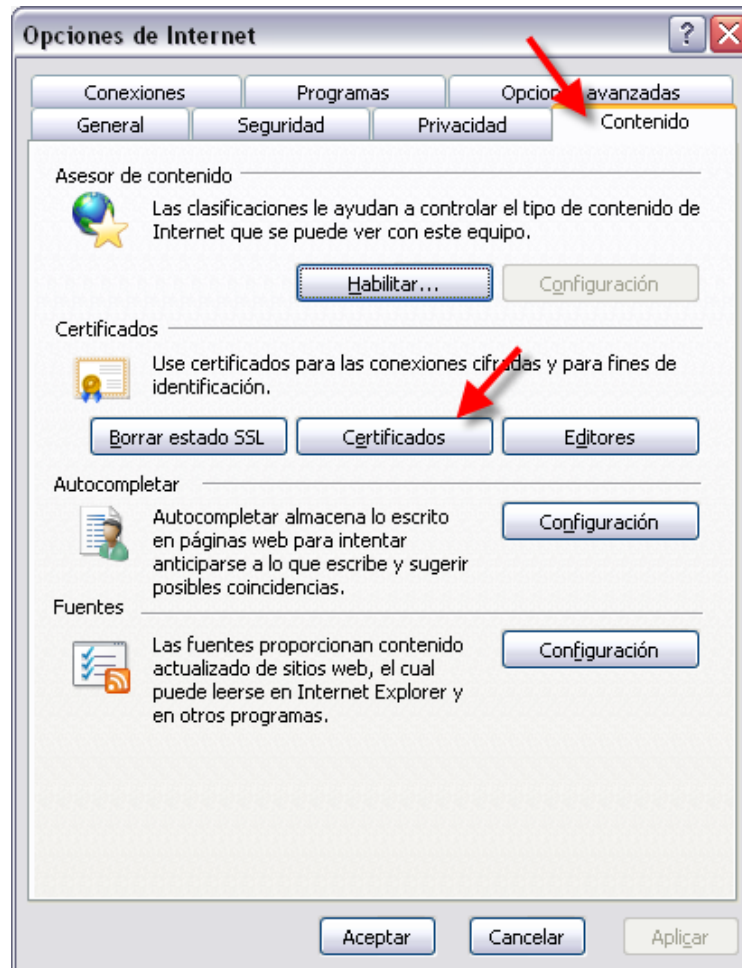 Opciones de Internet
Conexiones Programas Opciones avanzadas
General Seguridad Privacidad Contenido
Asesor de contenido
Las clasificaciones le ayudan a controlar el tipo de contenido de
Internet que se puede ver con este equipo.
Habilitar... Configuración
Certificados
Use certificados para las conexiones cifradas y para fines de
identificación.
Borrar estado SSL Certificados Editores
Autocompletar
Autocompletar almacena lo escrito
en páginas web para intentar
anticiparse a lo que escribe y sugerir
posibles coincidencias.
Configuración
Fuentes
Las fuentes proporcionan contenido
actualizado de sitios web, el cual
puede leerse en Internet Explorer y
en otros programas.
Configuración
Aceptar Cancelar Aplicar